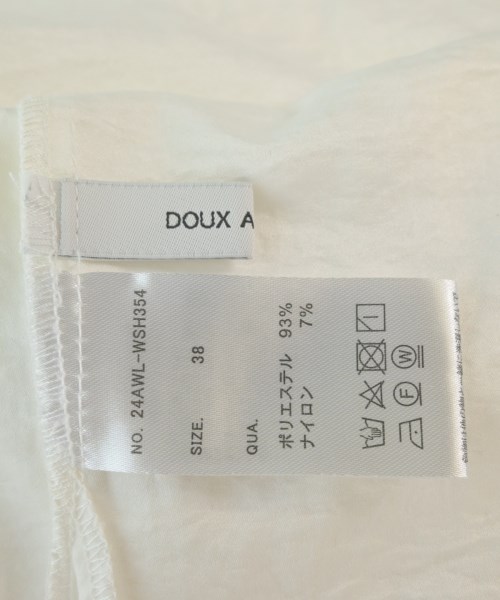 DOUX A
NO. 24AWL-WSH354
SIZE. 38
QUA.
ポリエステル 93%
ナイロン 7%